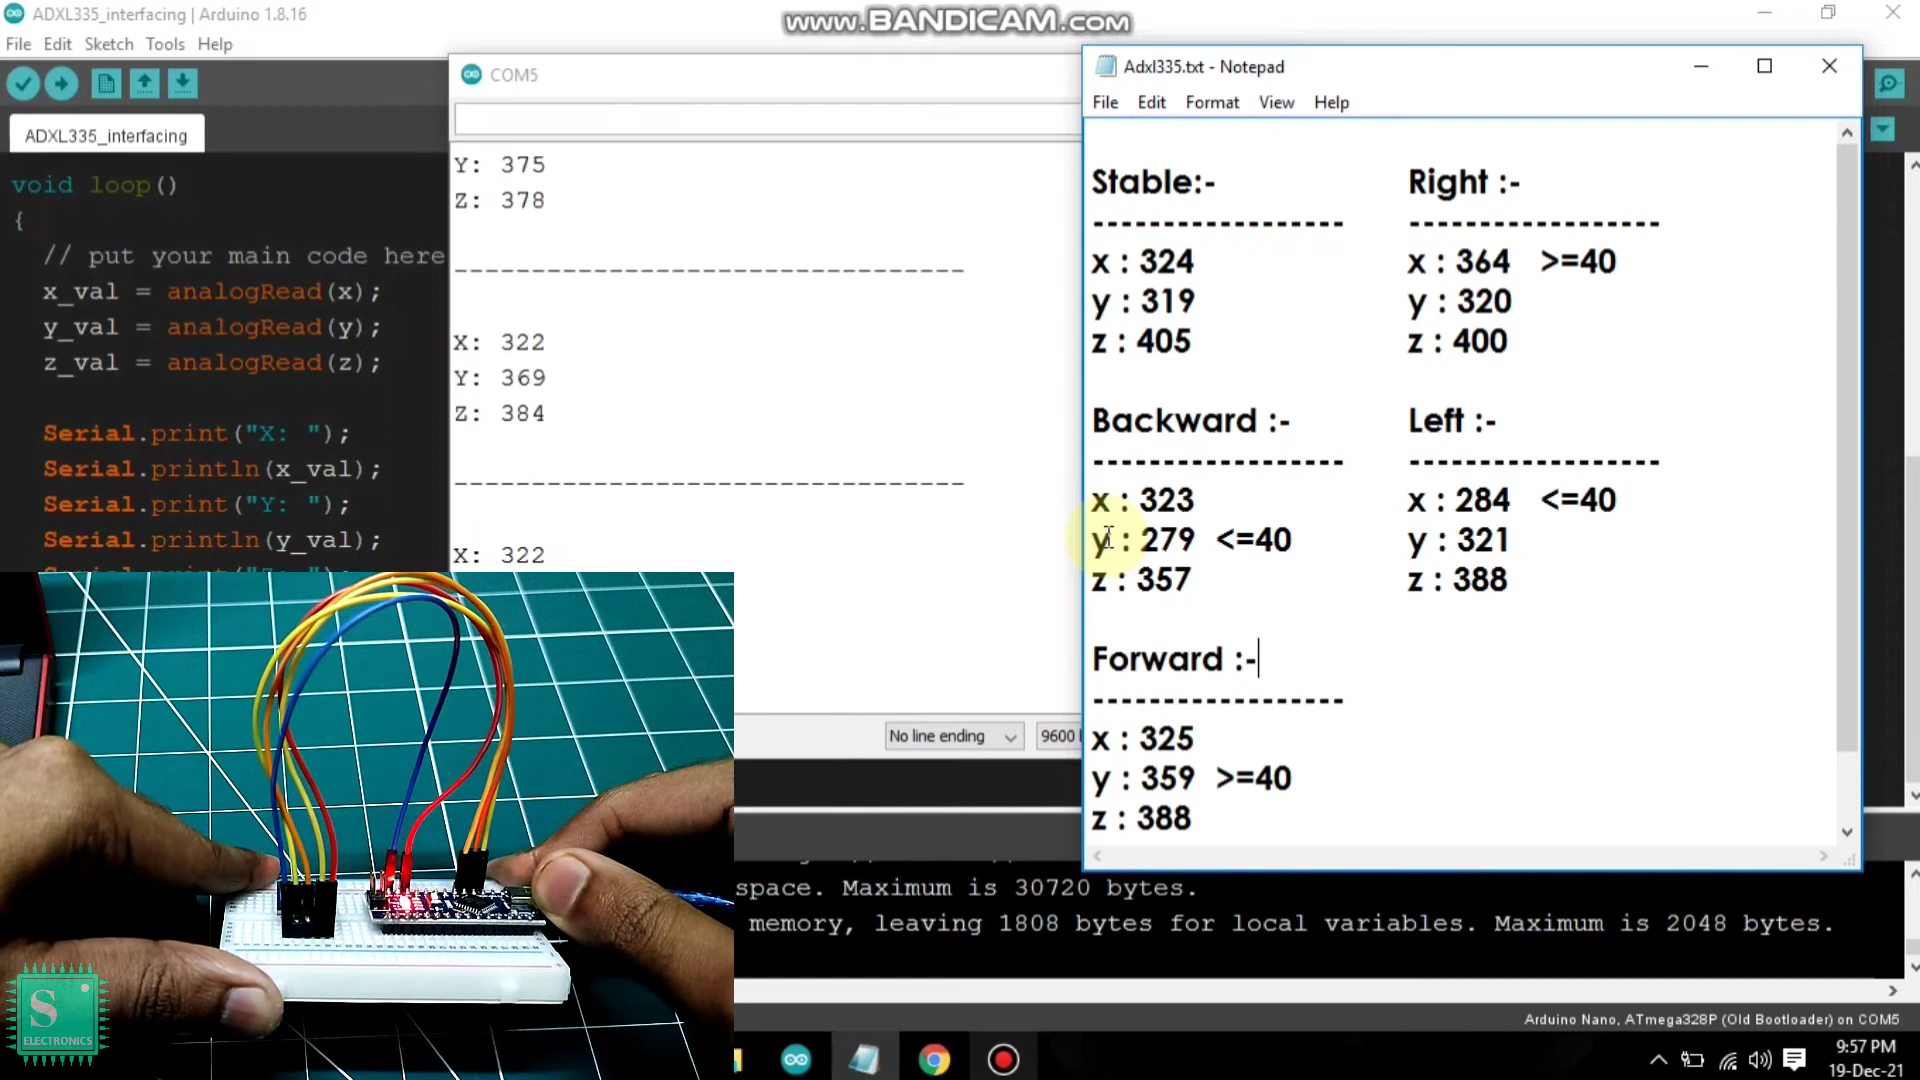 ADXL335_interfacing | Arduino 1.8.16
www.BANDICAM.com
File Edit Sketch Tools Help
ADXL335_interfacing
void loop()
{
// put your main code here
x_val = analogRead(x);
y_val = analogRead(y);
z_val = analogRead(z);
Serial.print("X: ");
Serial.println(x_val);
Serial.print("Y: ");
Serial.println(y_val);
COM5
Y: 375
Z: 378
---------------------------------
X: 322
Y: 369
Z: 384
---------------------------------
X: 322
No line ending
9600
Adxl335.txt - Notepad
File Edit Format View Help
Stable:- Right :-
------------------ ------------------
x : 324 x : 364 >=40
y : 319 y : 320
z : 405 z : 400
Backward :- Left :-
------------------ ------------------
x : 323 x : 284 <=40
y : 279 <=40 y : 321
z : 357 z : 388
Forward :-
------------------
x : 325
y : 359 >=40
z : 388
space. Maximum is 30720 bytes.
memory, leaving 1808 bytes for local variables. Maximum is 2048 bytes.
Arduino Nano, ATmega328P (Old Bootloader) on COM5
S
ELECTRONICS
9:57 PM
19-Dec-21